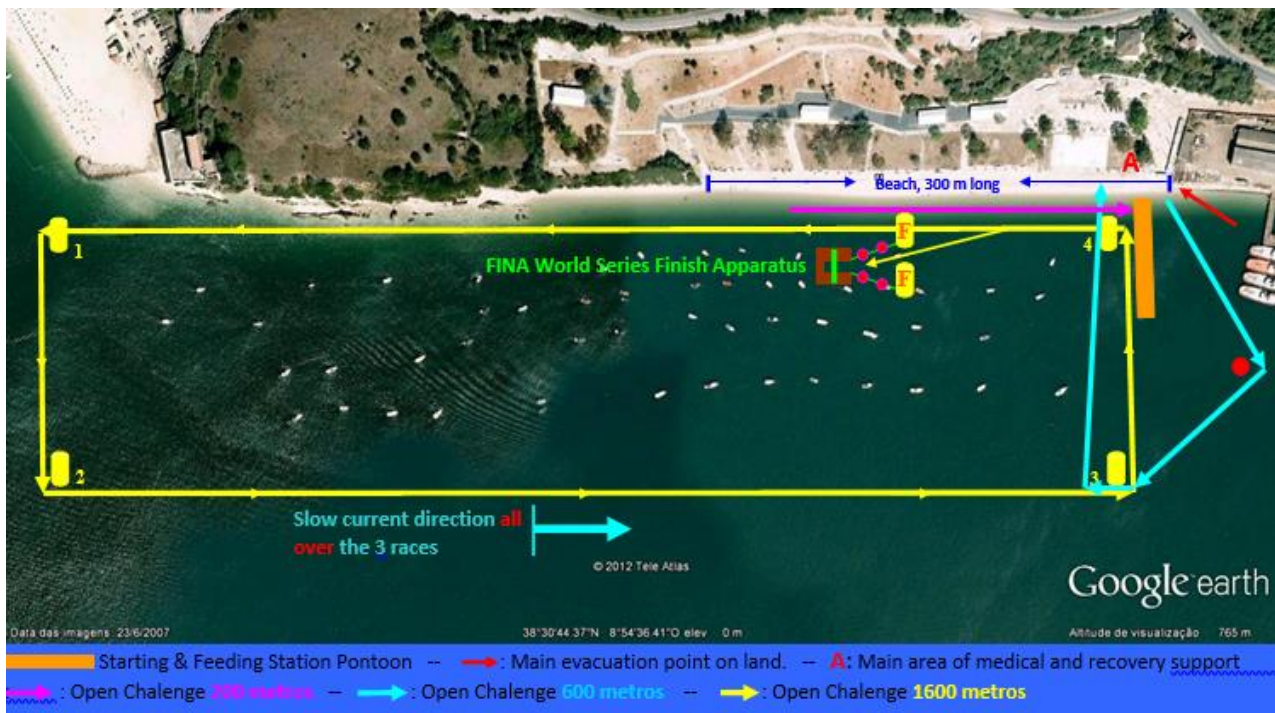 A
Beach, 300 m long
1
4
F
FINA World Series Finish Apparatus
F
2
3
Slow current direction all
over the 3 races
© 2012 Tele Atlas
Google earth
Data das imagens: 23/6/2007
38°30'44.37"N 8°54'36.41"O elev 0 m
Altitude de visualização 765 m
Starting & Feeding Station Pontoon -- : Main evacuation point on land. -- A: Main area of medical and recovery support
: Open Chalenge 200 metros -- : Open Chalenge 600 metros -- : Open Chalenge 1600 metros